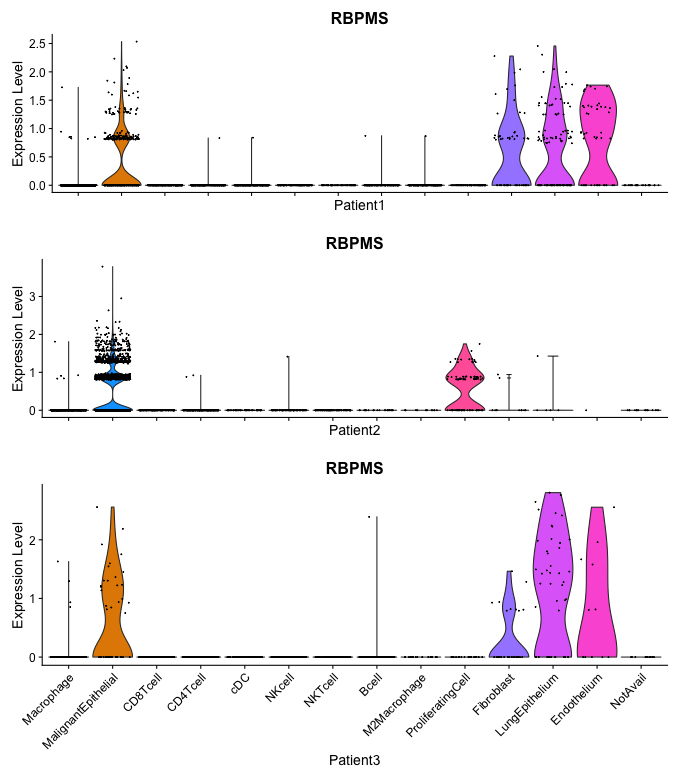 RBPMS
Expression Level
2.5
2.0
1.5
1.0
0.5
0.0
Patient1
RBPMS
Expression Level
3
2
1
0
Patient2
RBPMS
Expression Level
2
1
0
Macrophage
MalignantEpithelial
CD8Tcell
CD4Tcell
cDC
NKcell
NKTcell
Bcell
M2Macrophage
ProliferatingCell
Fibroblast
LungEpithelium
Endothelium
NotAvail
Patient3